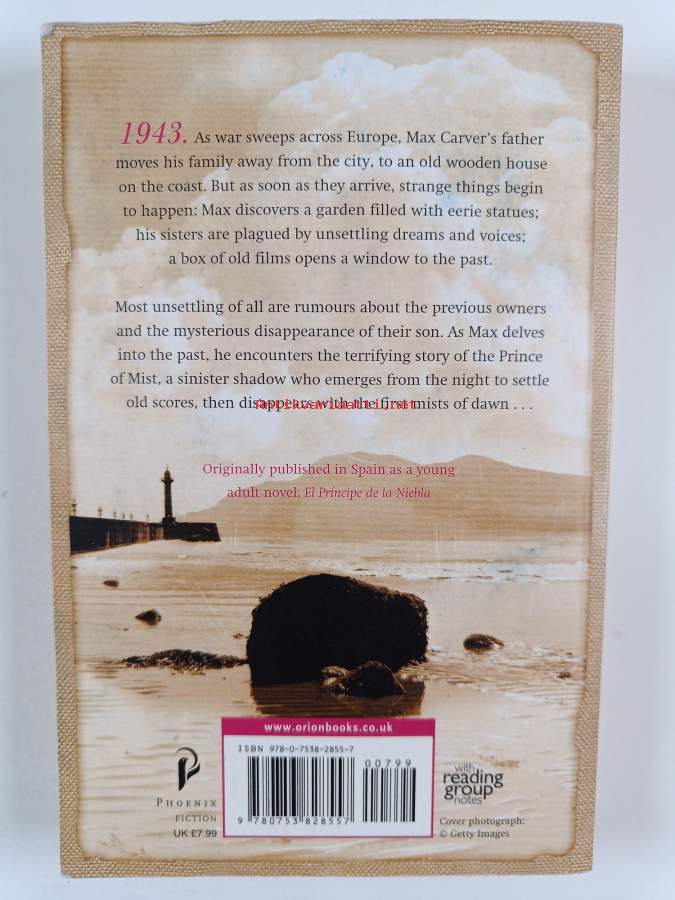 1943. As war sweeps across Europe, Max Carver's father
moves his family away from the city, to an old wooden house
on the coast. But as soon as they arrive, strange things begin
to happen: Max discovers a garden filled with eerie statues;
his sisters are plagued by unsettling dreams and voices;
a box of old films opens a window to the past.
Most unsettling of all are rumours about the previous owners
and the mysterious disappearance of their son. As Max delves
into the past, he encounters the terrifying story of the Prince
of Mist, a sinister shadow who emerges from the night to settle
old scores, then disappears with the first mists of dawn . . .
Antikvariaatti.net
Originally published in Spain as a young
adult novel, El Príncipe de la Niebla
www.orionbooks.co.uk
ISBN 978-0-7538-2855-7
00799
9 780753 828557
PHOENIX
FICTION
UK £7.99
with
reading
group
notes
Cover photograph:
© Getty Images